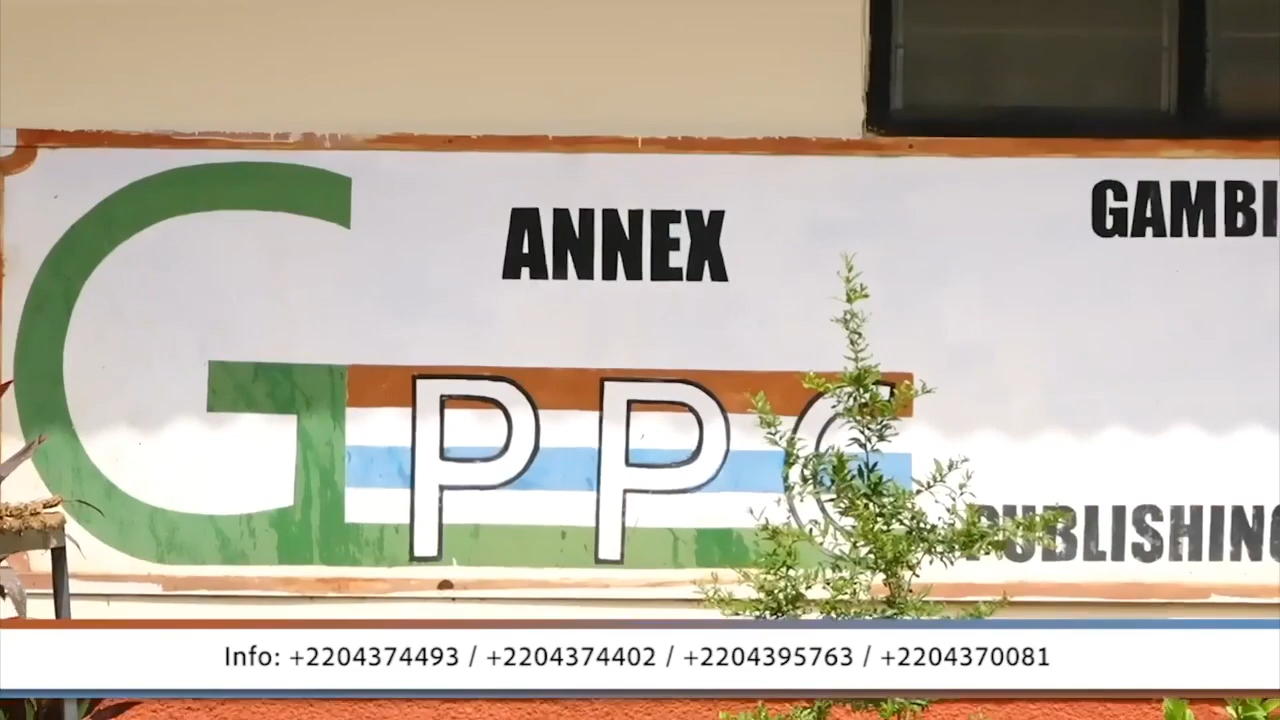 ANNEX
GAMBI
GPPC
PUBLISHING
Info: +2204374493 / +2204374402 / +2204395763 / +2204370081